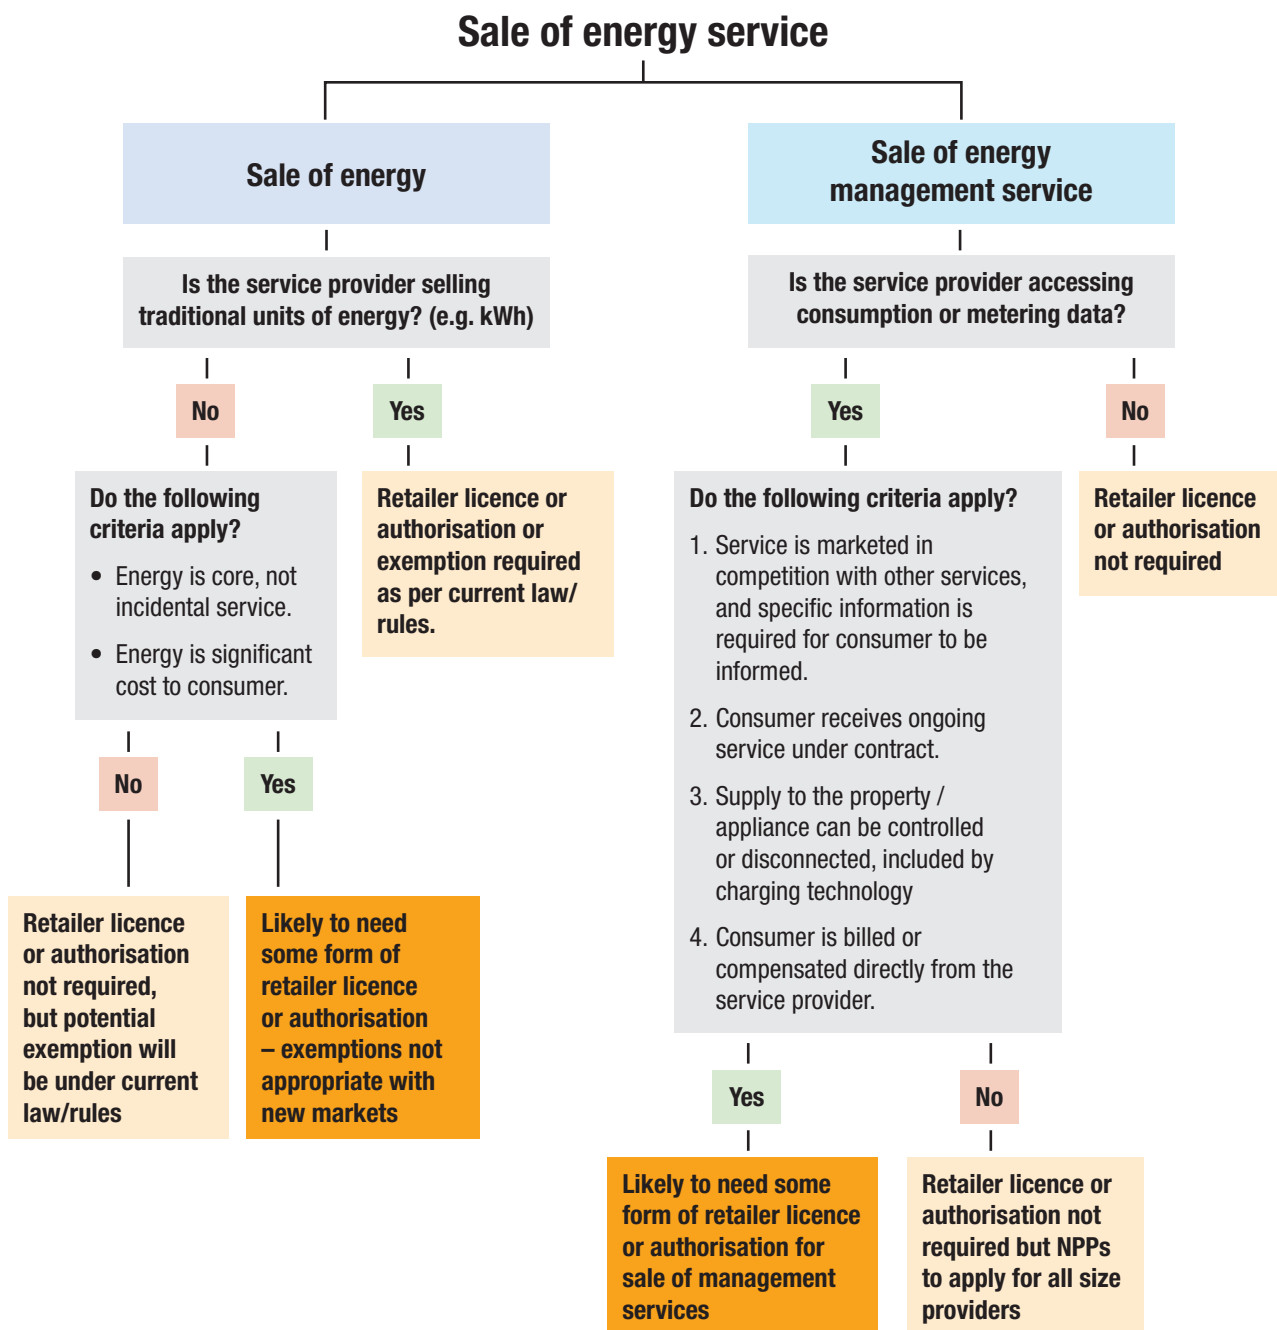 Sale of energy service
Sale of energy
Is the service provider selling
traditional units of energy? (e.g. kWh)
No
Yes
Do the following
criteria apply?
• Energy is core, not
incidental service.
• Energy is significant
cost to consumer.
Retailer licence or
authorisation or
exemption required
as per current law/
rules.
No
Yes
Retailer licence
or authorisation
not required,
but potential
exemption will
be under current
law/rules
Likely to need
some form of
retailer licence
or authorisation
– exemptions not
appropriate with
new markets
Sale of energy
management service
Is the service provider accessing
consumption or metering data?
Yes
No
Do the following criteria apply?
1. Service is marketed in
competition with other services,
and specific information is
required for consumer to be
informed.
2. Consumer receives ongoing
service under contract.
3. Supply to the property /
appliance can be controlled
or disconnected, included by
charging technology
4. Consumer is billed or
compensated directly from the
service provider.
Retailer licence
or authorisation
not required
Yes
No
Likely to need some
form of retailer licence
or authorisation for
sale of management
services
Retailer licence or
authorisation not
required but NPPs
to apply for all size
providers